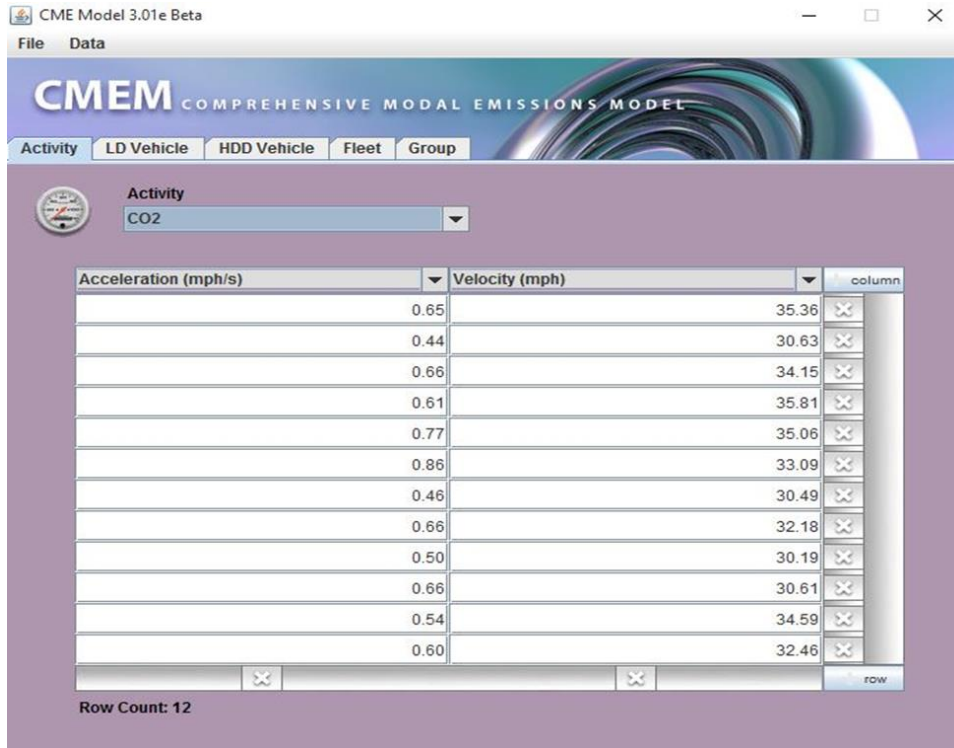 CME Model 3.01e Beta
File Data
CMEM COMPREHENSIVE MODAL EMISSIONS MODEL
Activity LD Vehicle HDD Vehicle Fleet Group
Activity
CO2
Acceleration (mph/s) Velocity (mph) column
0.65 35.36
0.44 30.63
0.66 34.15
0.61 35.81
0.77 35.06
0.86 33.09
0.46 30.49
0.66 32.18
0.50 30.19
0.66 30.61
0.54 34.59
0.60 32.46
row
Row Count: 12